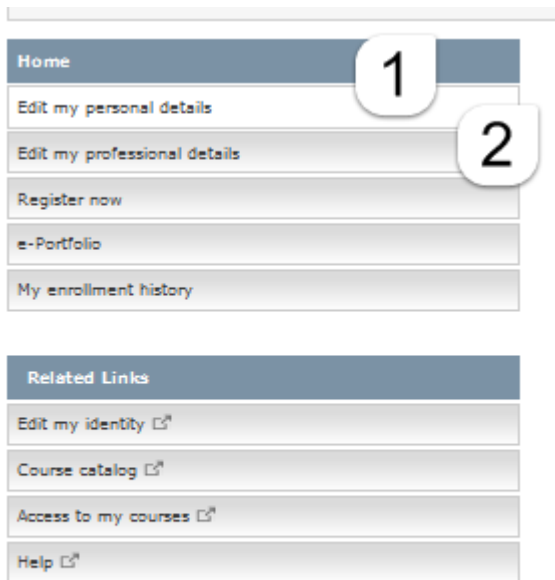 Home
1
Edit my personal details
2
Edit my professional details
Register now
e-Portfolio
My enrollment history
Related Links
Edit my identity
Course catalog
Access to my courses
Help